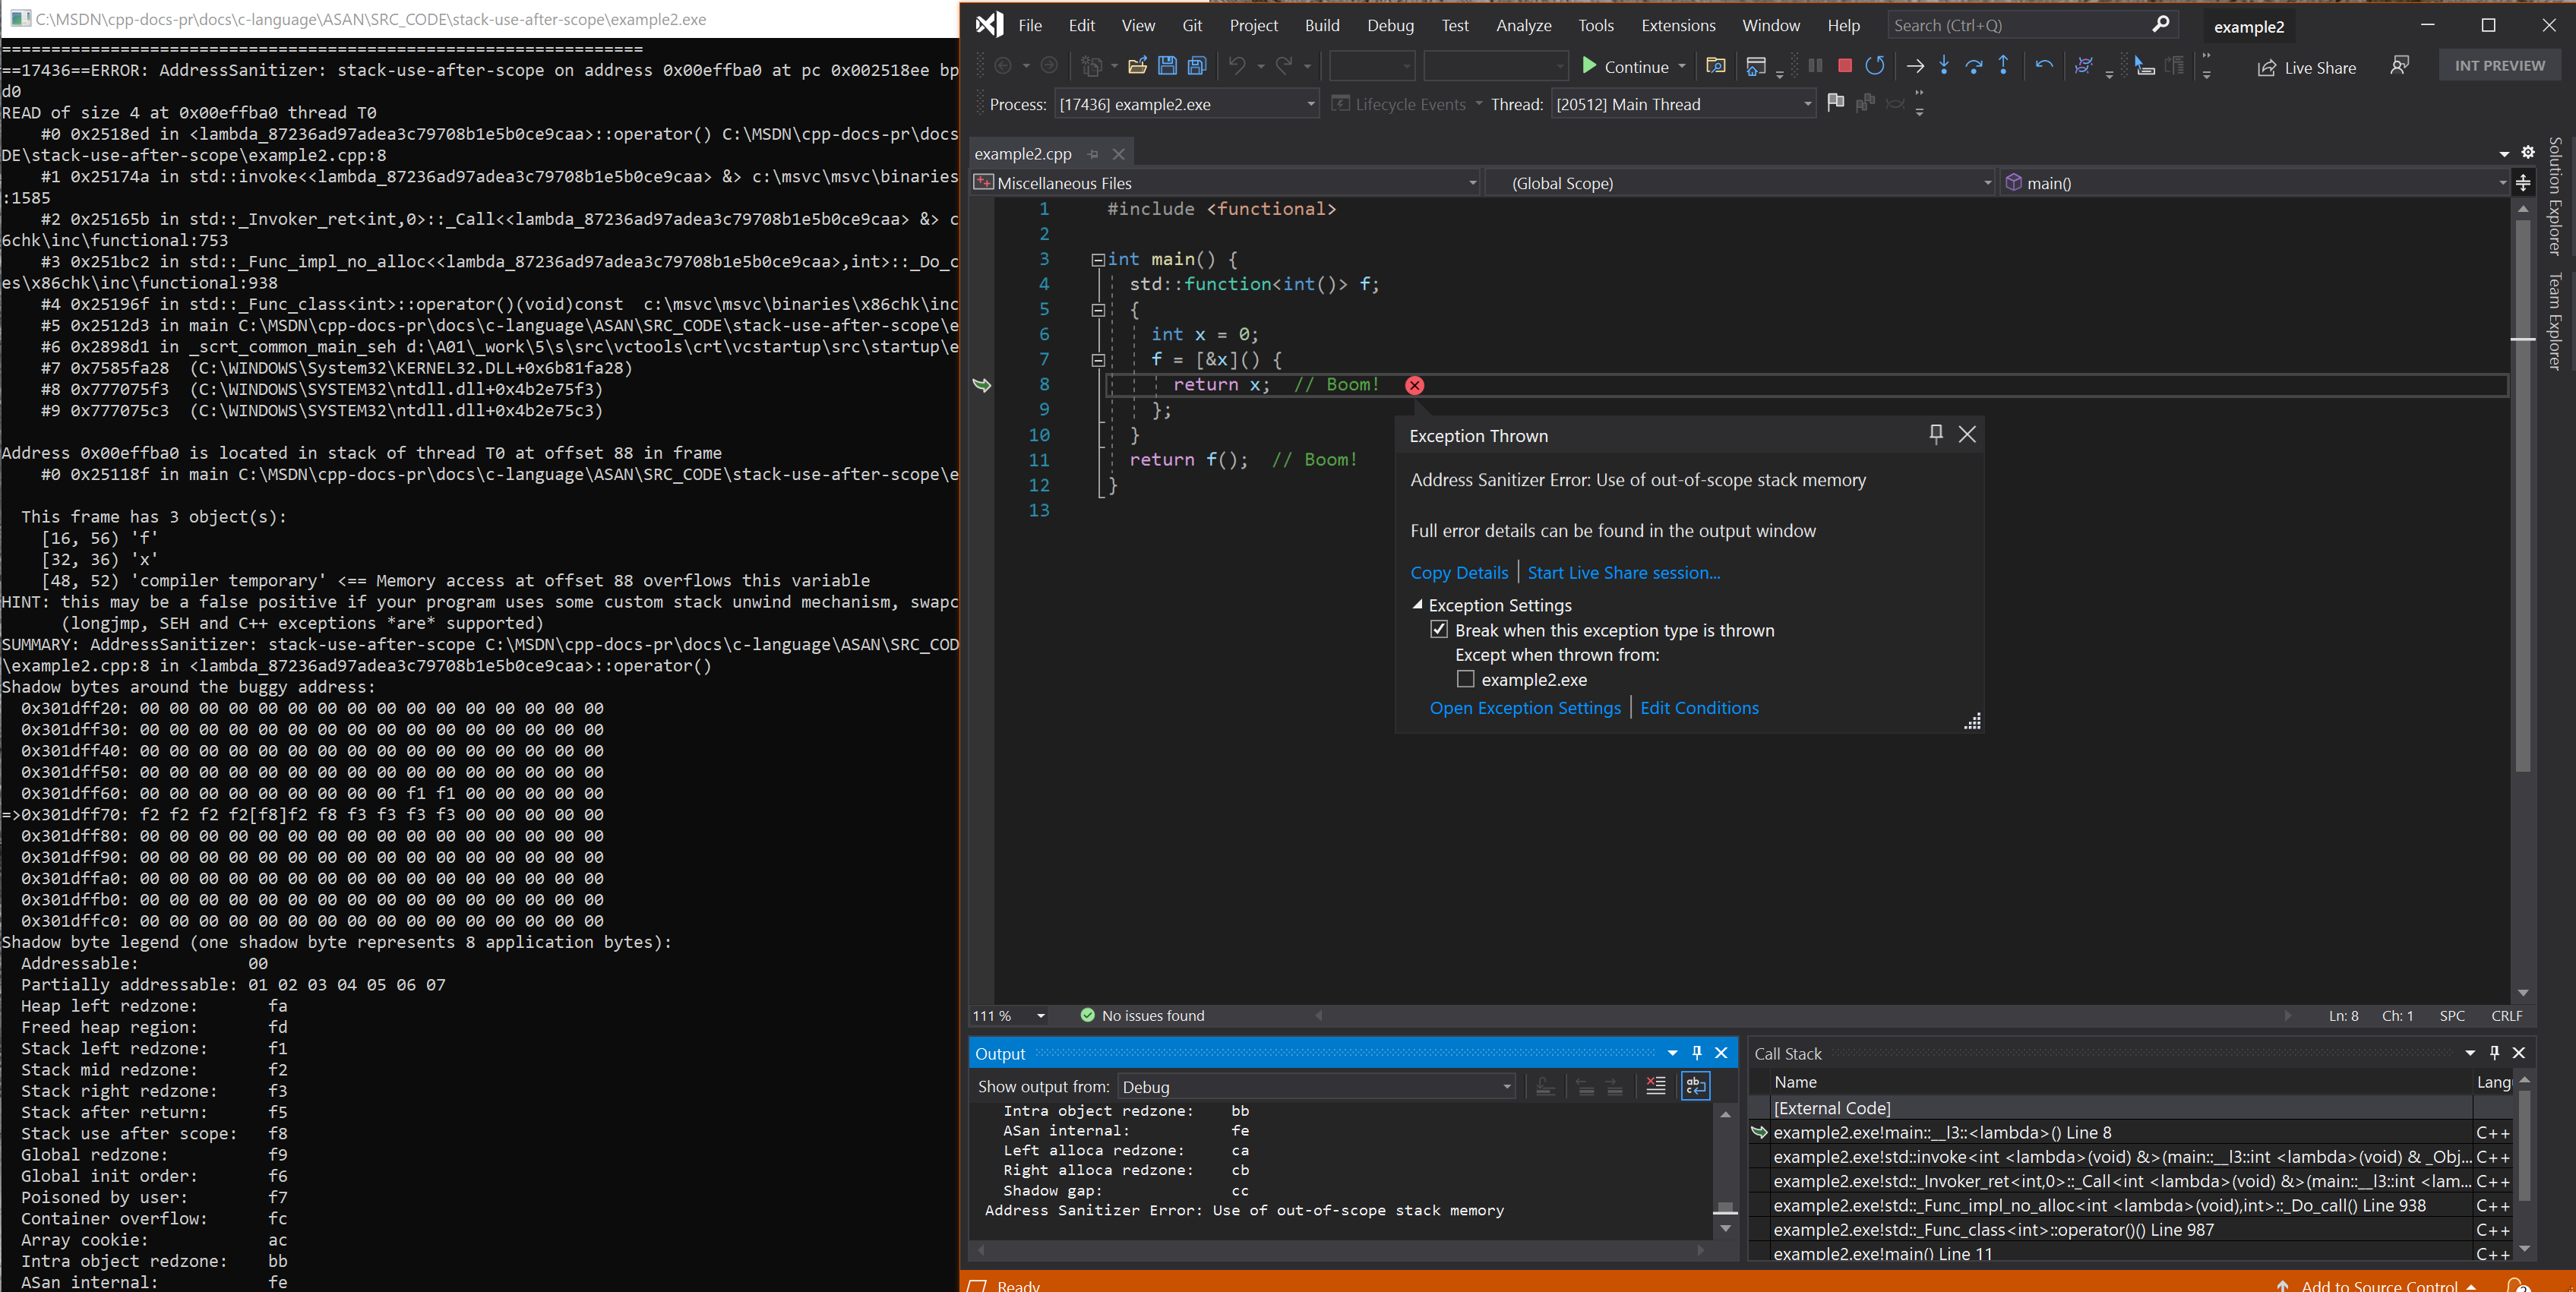 C:\MSDN\cpp-docs-pr\docs\c-language\ASAN\SRC_CODE\stack-use-after-scope\example2.exe
=================================================================
==17436==ERROR: AddressSanitizer: stack-use-after-scope on address 0x00effba0 at pc 0x002518ee bp
d0
READ of size 4 at 0x00effba0 thread T0
    #0 0x2518ed in <lambda_87236ad97adea3c79708b1e5b0ce9caa>::operator() C:\MSDN\cpp-docs-pr\docs
DE\stack-use-after-scope\example2.cpp:8
    #1 0x25174a in std::invoke<<lambda_87236ad97adea3c79708b1e5b0ce9caa> &> c:\msvc\msvc\binaries
:1585
    #2 0x25165b in std::_Invoker_ret<int,0>::_Call<<lambda_87236ad97adea3c79708b1e5b0ce9caa> &> c
6chk\inc\functional:753
    #3 0x251bc2 in std::_Func_impl_no_alloc<<lambda_87236ad97adea3c79708b1e5b0ce9caa>,int>::_Do_c
es\x86chk\inc\functional:938
    #4 0x25196f in std::_Func_class<int>::operator()(void)const  c:\msvc\msvc\binaries\x86chk\inc
    #5 0x2512d3 in main C:\MSDN\cpp-docs-pr\docs\c-language\ASAN\SRC_CODE\stack-use-after-scope\e
    #6 0x2898d1 in _scrt_common_main_seh d:\A01\_work\5\s\src\vctools\crt\vcstartup\src\startup\e
    #7 0x7585fa28  (C:\WINDOWS\System32\KERNEL32.DLL+0x6b81fa28)
    #8 0x777075f3  (C:\WINDOWS\SYSTEM32\ntdll.dll+0x4b2e75f3)
    #9 0x777075c3  (C:\WINDOWS\SYSTEM32\ntdll.dll+0x4b2e75c3)
Address 0x00effba0 is located in stack of thread T0 at offset 88 in frame
    #0 0x25118f in main C:\MSDN\cpp-docs-pr\docs\c-language\ASAN\SRC_CODE\stack-use-after-scope\e
  This frame has 3 object(s):
    [16, 56) 'f'
    [32, 36) 'x'
    [48, 52) 'compiler temporary' <== Memory access at offset 88 overflows this variable
HINT: this may be a false positive if your program uses some custom stack unwind mechanism, swapc
      (longjmp, SEH and C++ exceptions *are* supported)
SUMMARY: AddressSanitizer: stack-use-after-scope C:\MSDN\cpp-docs-pr\docs\c-language\ASAN\SRC_COD
\example2.cpp:8 in <lambda_87236ad97adea3c79708b1e5b0ce9caa>::operator()
Shadow bytes around the buggy address:
  0x301dff20: 00 00 00 00 00 00 00 00 00 00 00 00 00 00 00 00
  0x301dff30: 00 00 00 00 00 00 00 00 00 00 00 00 00 00 00 00
  0x301dff40: 00 00 00 00 00 00 00 00 00 00 00 00 00 00 00 00
  0x301dff50: 00 00 00 00 00 00 00 00 00 00 00 00 00 00 00 00
  0x301dff60: 00 00 00 00 00 00 00 00 00 f1 f1 00 00 00 00 00
=>0x301dff70: f2 f2 f2 f2[f8]f2 f8 f3 f3 f3 f3 00 00 00 00 00
  0x301dff80: 00 00 00 00 00 00 00 00 00 00 00 00 00 00 00 00
  0x301dff90: 00 00 00 00 00 00 00 00 00 00 00 00 00 00 00 00
  0x301dffa0: 00 00 00 00 00 00 00 00 00 00 00 00 00 00 00 00
  0x301dffb0: 00 00 00 00 00 00 00 00 00 00 00 00 00 00 00 00
  0x301dffc0: 00 00 00 00 00 00 00 00 00 00 00 00 00 00 00 00
Shadow byte legend (one shadow byte represents 8 application bytes):
  Addressable:           00
  Partially addressable: 01 02 03 04 05 06 07
  Heap left redzone:       fa
  Freed heap region:       fd
  Stack left redzone:      f1
  Stack mid redzone:       f2
  Stack right redzone:     f3
  Stack after return:      f5
  Stack use after scope:   f8
  Global redzone:          f9
  Global init order:       f6
  Poisoned by user:        f7
  Container overflow:      fc
  Array cookie:            ac
  Intra object redzone:    bb
  ASan internal:           fe
File Edit View Git Project Build Debug Test Analyze Tools Extensions Window Help Search (Ctrl+Q) example2
Continue Live Share INT PREVIEW
Process: [17436] example2.exe Lifecycle Events Thread: [20512] Main Thread
example2.cpp
Miscellaneous Files (Global Scope) main()
1 #include <functional>
2
3 int main() {
4   std::function<int()> f;
5   {
6     int x = 0;
7     f = [&x]() {
8       return x;  // Boom!
9     };
10   }
11   return f();  // Boom!
12 }
13
Exception Thrown
Address Sanitizer Error: Use of out-of-scope stack memory
Full error details can be found in the output window
Copy Details | Start Live Share session...
Exception Settings
Break when this exception type is thrown
Except when thrown from:
example2.exe
Open Exception Settings | Edit Conditions
Solution Explorer
Team Explorer
111 % No issues found Ln: 8 Ch: 1 SPC CRLF
Output
Show output from: Debug
  Intra object redzone:    bb
  ASan internal:           fe
  Left alloca redzone:     ca
  Right alloca redzone:    cb
  Shadow gap:              cc
Address Sanitizer Error: Use of out-of-scope stack memory
Call Stack
Name Lang
[External Code]
example2.exe!main::__l3::<lambda>() Line 8 C++
example2.exe!std::invoke<int <lambda>(void) &>(main::__l3::int <lambda>(void) & _Obj... C++
example2.exe!std::_Invoker_ret<int,0>::_Call<int <lambda>(void) &>(main::__l3::int <lam... C++
example2.exe!std::_Func_impl_no_alloc<int <lambda>(void),int>::_Do_call() Line 938 C++
example2.exe!std::_Func_class<int>::operator()() Line 987 C++
example2.exe!main() Line 11 C++
Ready Add to Source Control